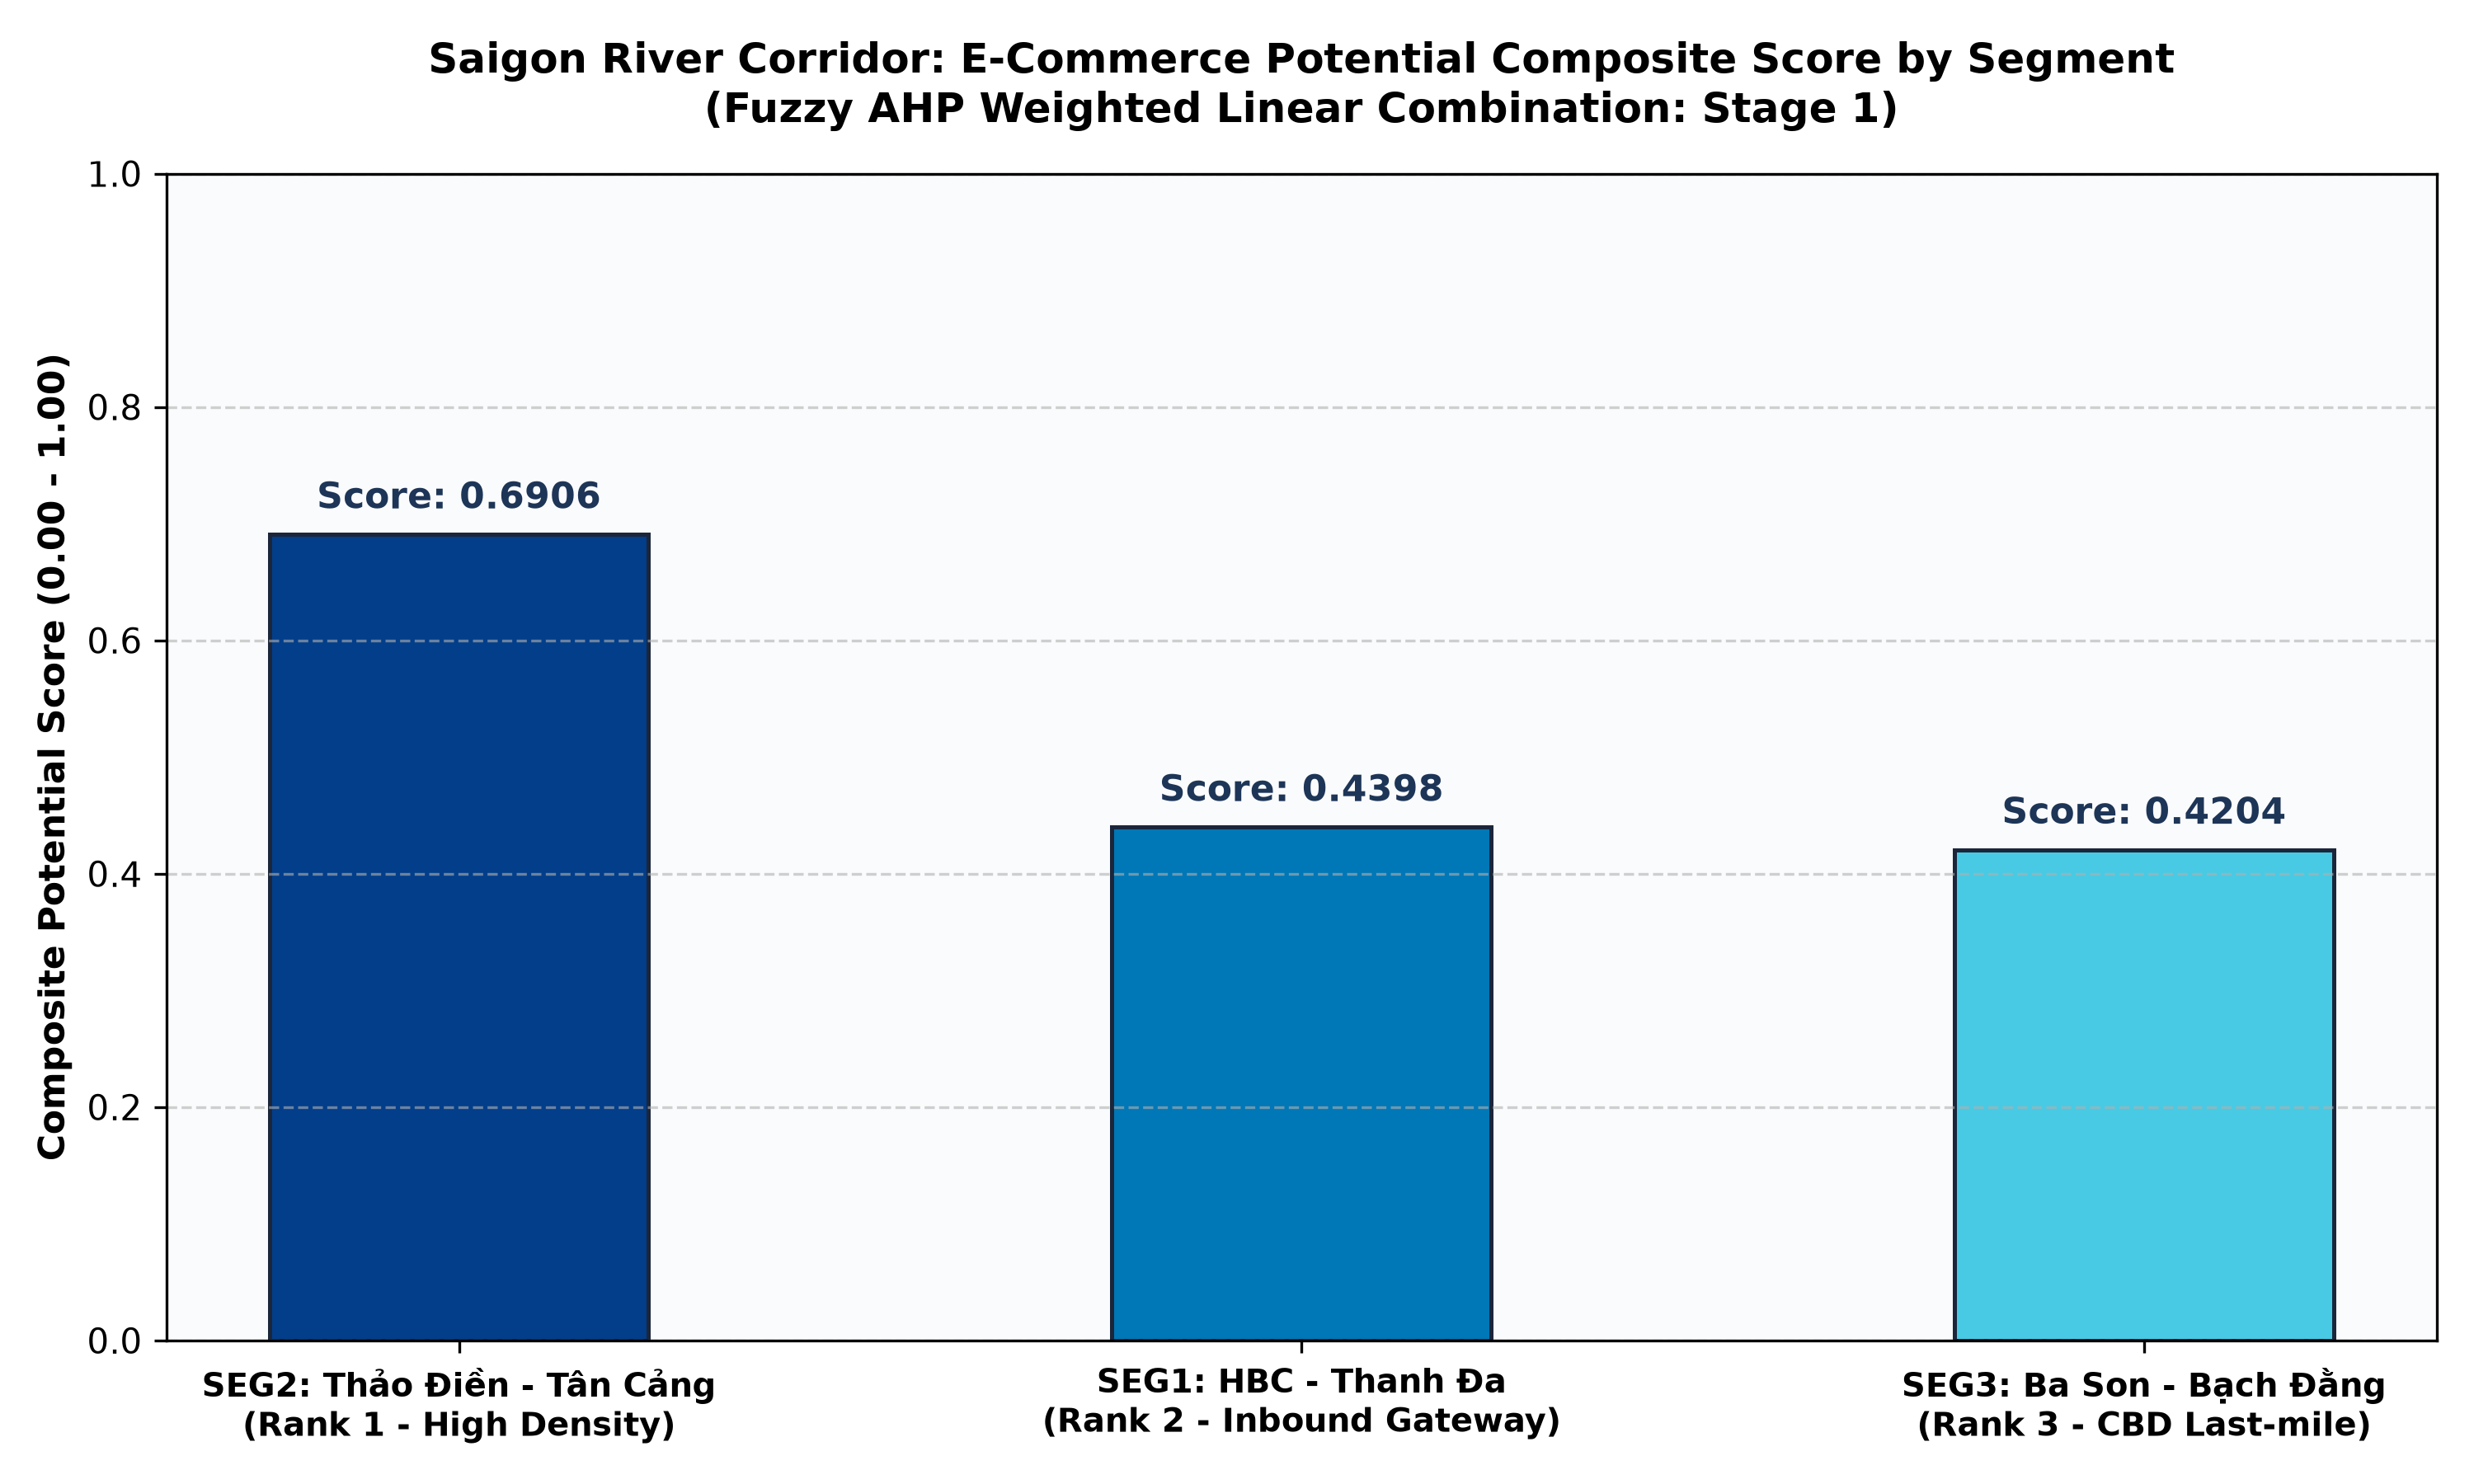 Saigon River Corridor: E-Commerce Potential Composite Score by Segment
(Fuzzy AHP Weighted Linear Combination: Stage 1)
Composite Potential Score (0.00 - 1.00)
1.0
0.8
0.6
0.4
0.2
0.0
Score: 0.6906
Score: 0.4398
Score: 0.4204
SEG2: Thảo Điền - Tân Cảng
(Rank 1 - High Density)
SEG1: HBC - Thanh Đa
(Rank 2 - Inbound Gateway)
SEG3: Ba Son - Bạch Đằng
(Rank 3 - CBD Last-mile)